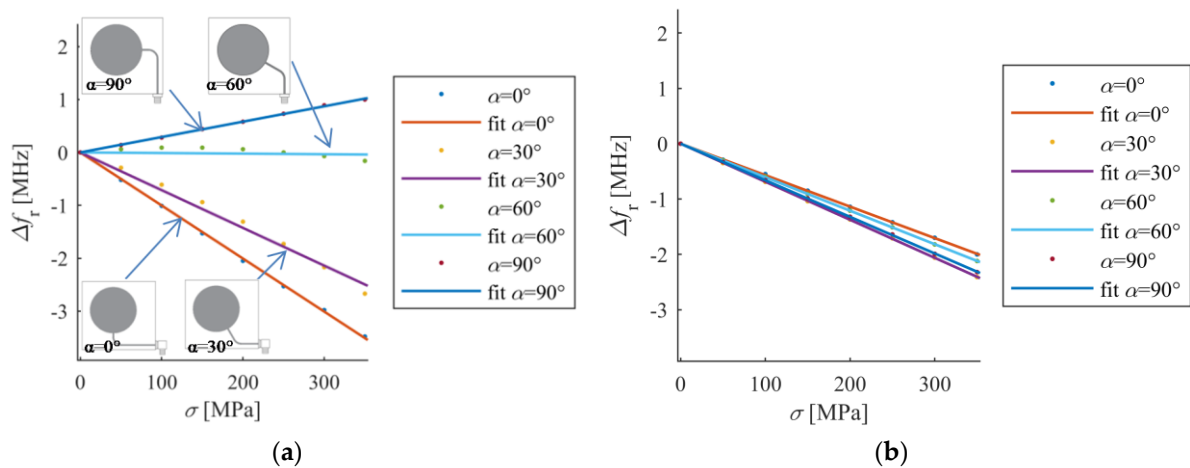 2
1
0
-1
-2
-3
Δf_r [MHz]
0 100 200 300
σ [MPa]
α=90°
α=60°
α=0°
α=30°
α=0°
fit α=0°
α=30°
fit α=30°
α=60°
fit α=60°
α=90°
fit α=90°
(a)
2
1
0
-1
-2
-3
Δf_r [MHz]
0 100 200 300
σ [MPa]
α=0°
fit α=0°
α=30°
fit α=30°
α=60°
fit α=60°
α=90°
fit α=90°
(b)